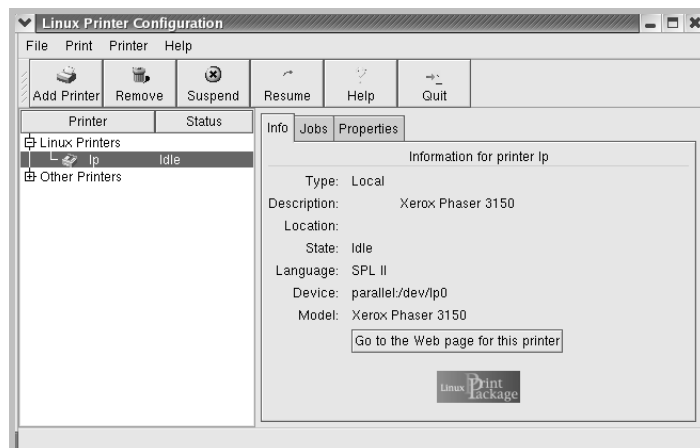 Linux Printer Configuration
File Print Printer Help
Add Printer Remove Suspend Resume Help Quit
Printer Status
Linux Printers
lp Idle
Other Printers
Info Jobs Properties
Information for printer lp
Type: Local
Description: Xerox Phaser 3150
Location:
State: Idle
Language: SPL II
Device: parallel:/dev/lp0
Model: Xerox Phaser 3150
Go to the Web page for this printer
Linux Print Package